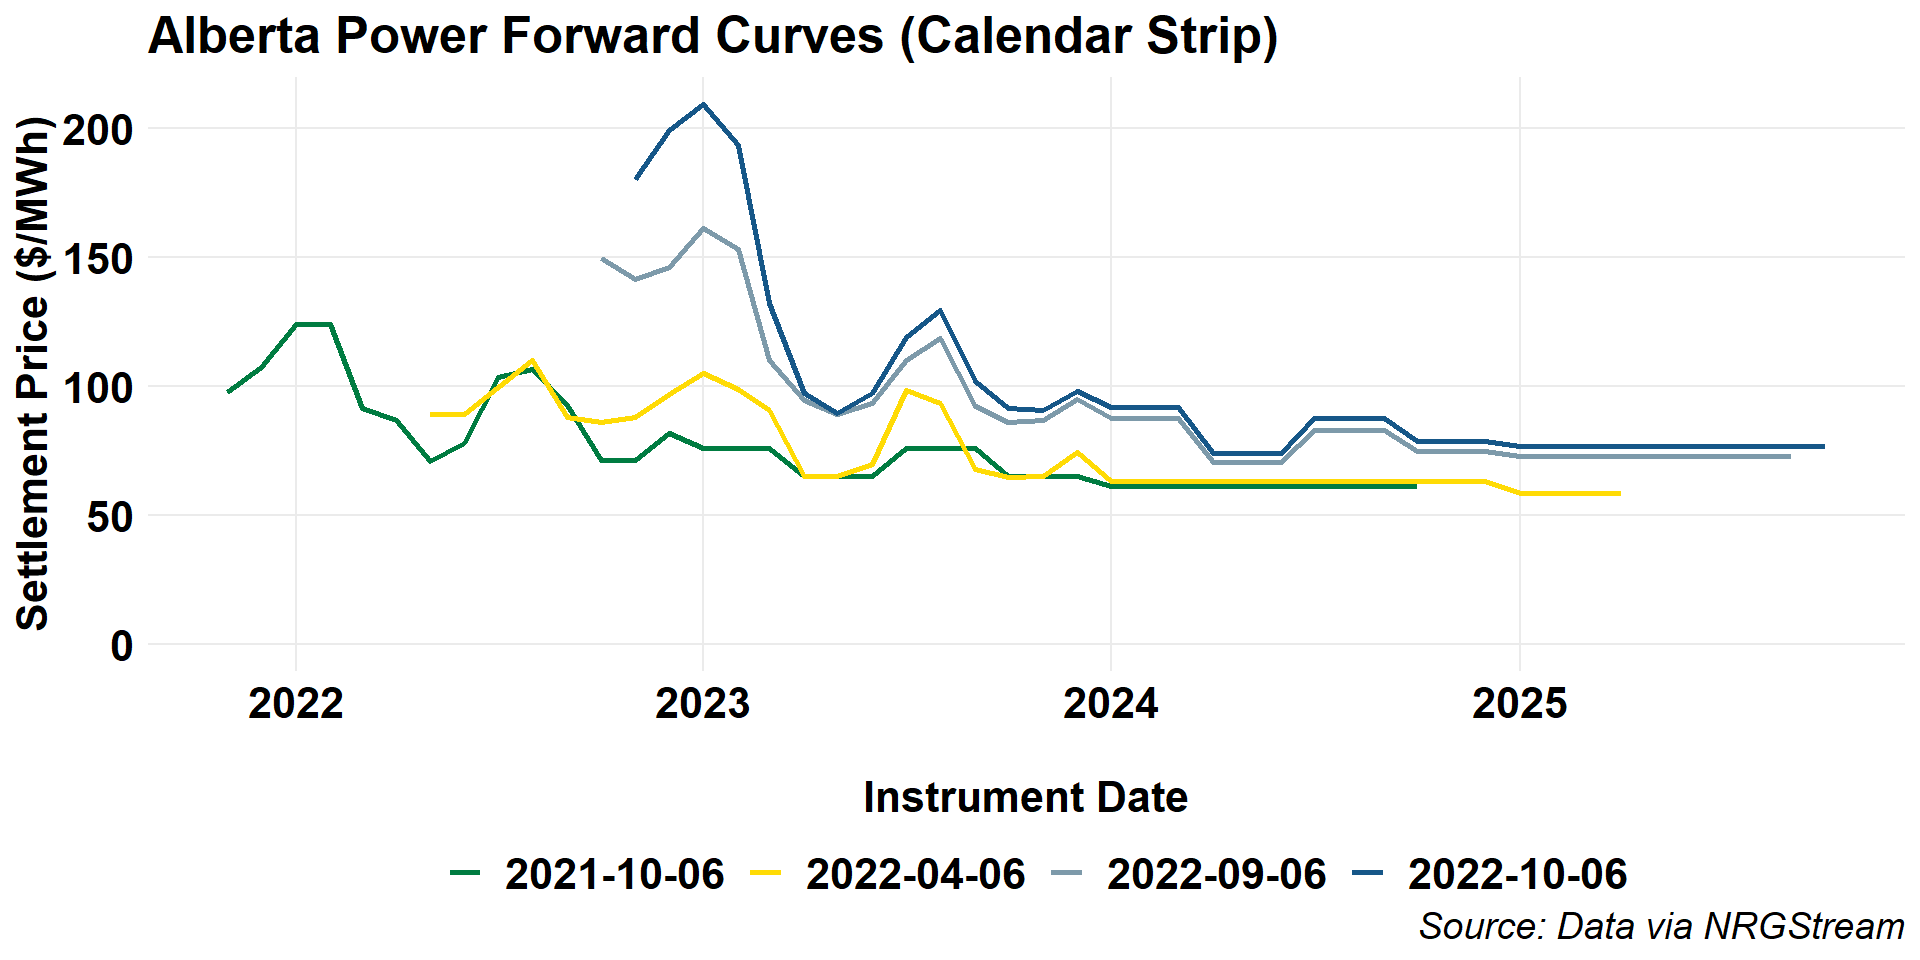 Alberta Power Forward Curves (Calendar Strip)
Settlement Price ($/MWh)
200
150
100
50
0
2022 2023 2024 2025
Instrument Date
2021-10-06 2022-04-06 2022-09-06 2022-10-06
Source: Data via NRGStream